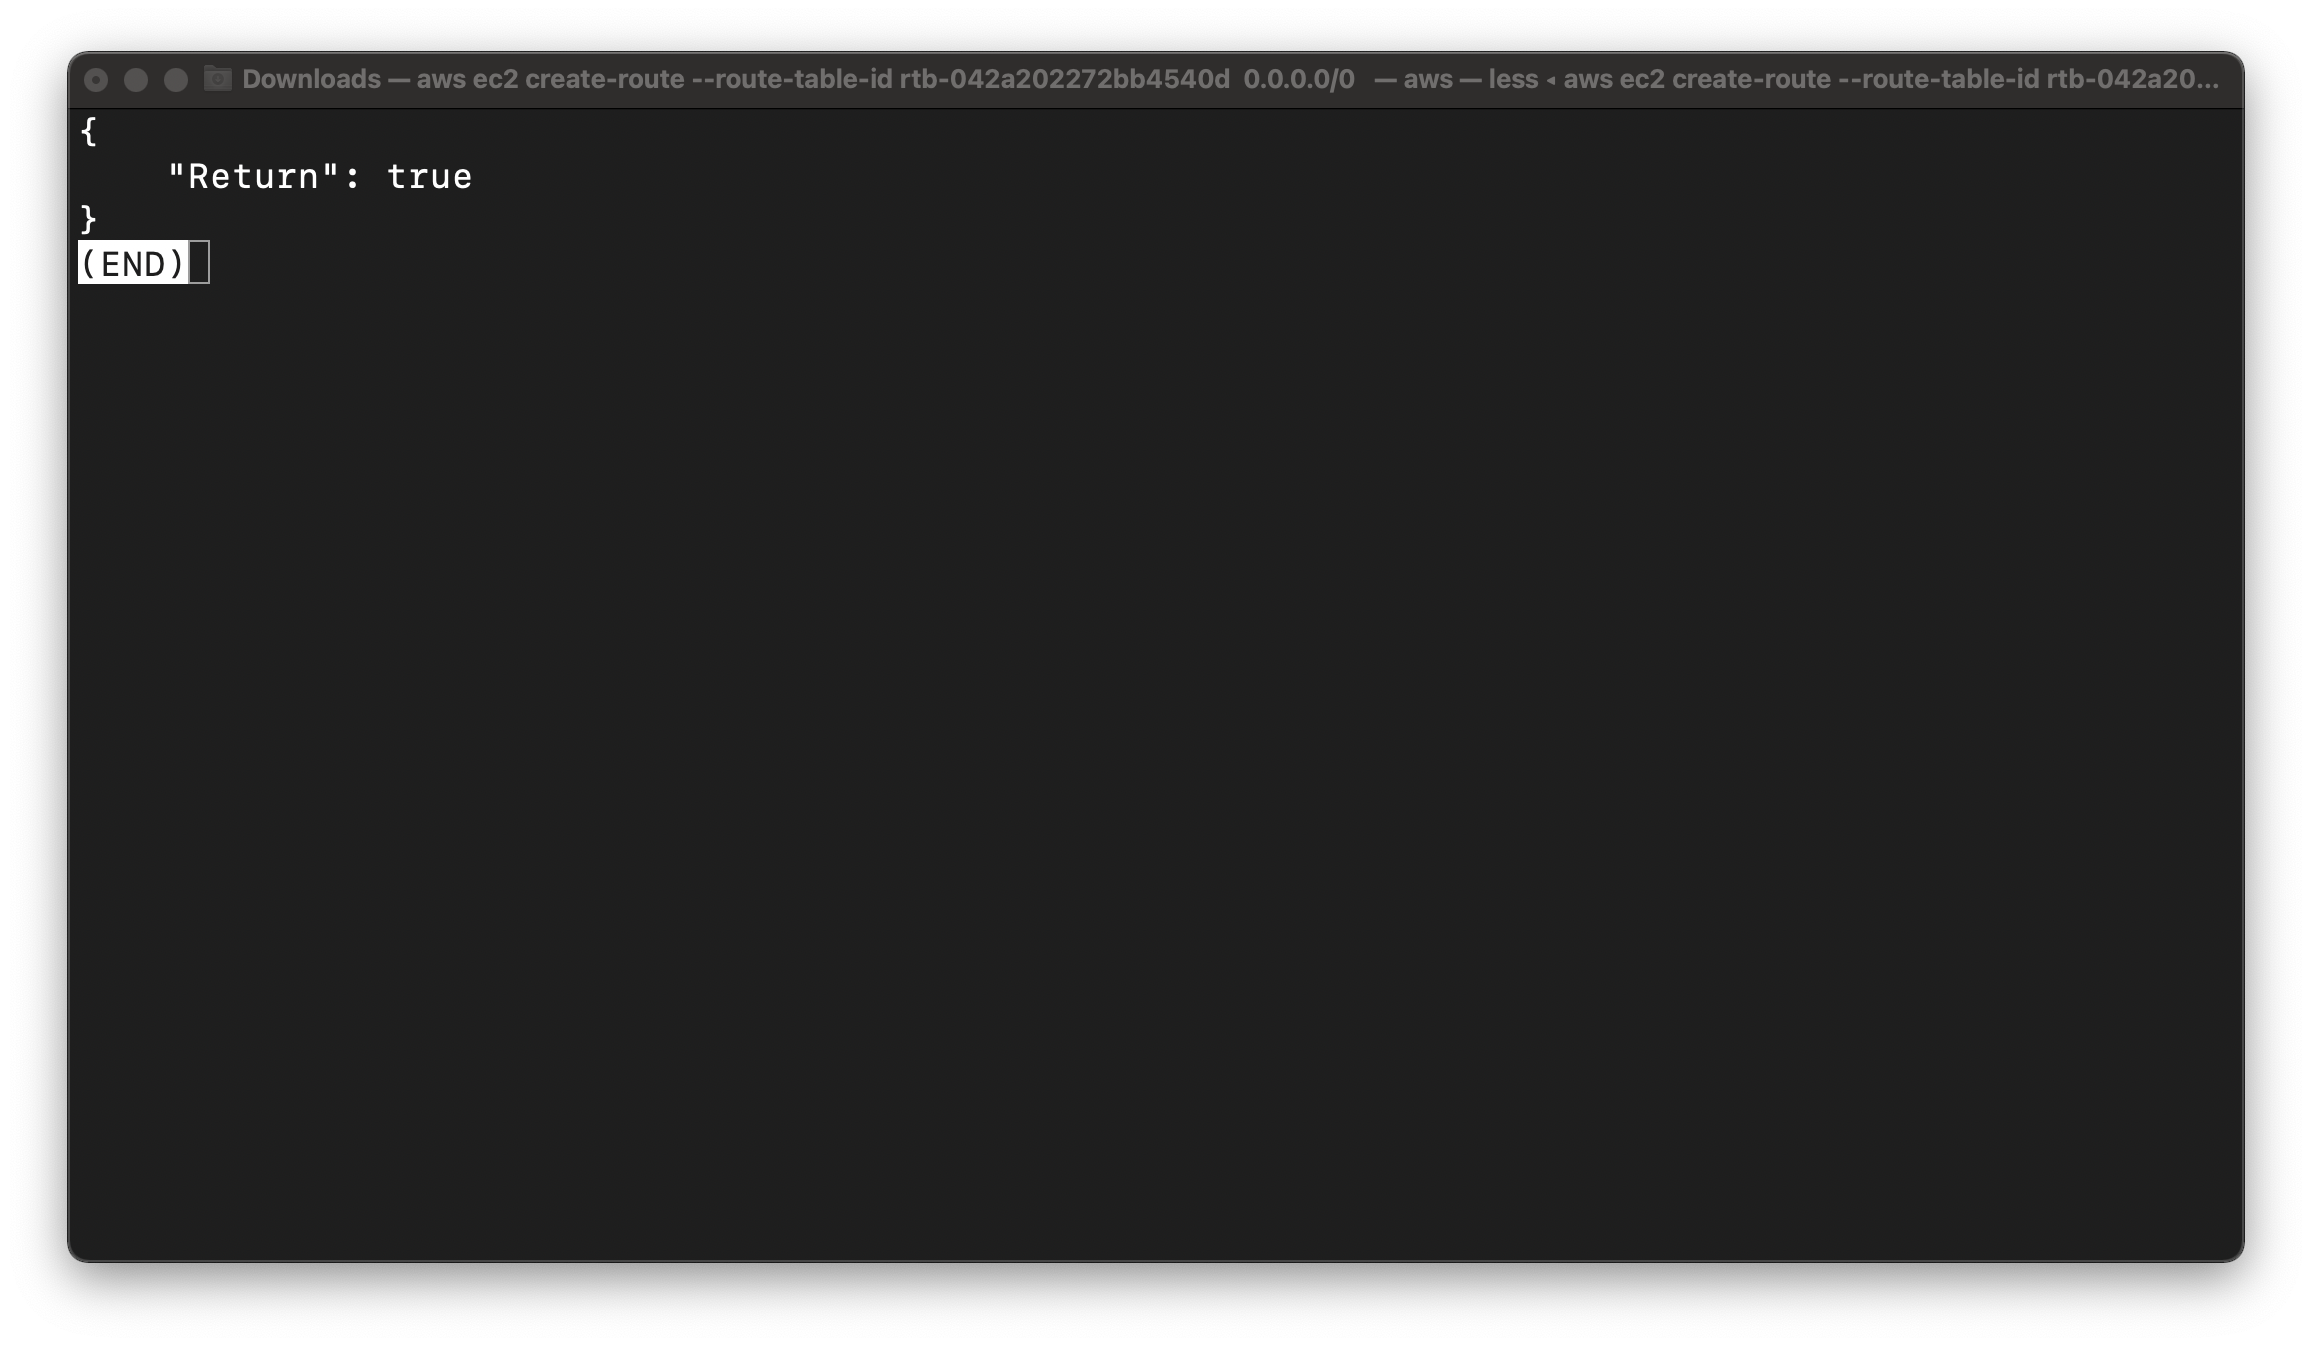 Downloads — aws ec2 create-route --route-table-id rtb-042a202272bb4540d  0.0.0.0/0   — aws — less ◂ aws ec2 create-route --route-table-id rtb-042a20...
{
    "Return": true
}
(END)